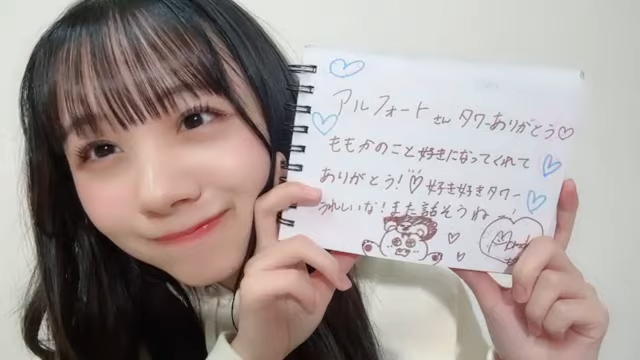 アルフォートさん タワーありがとう♡
ももかのこと好きになってくれて
ありがとう!♡好き好きタワー
うれしいな!また話そうね